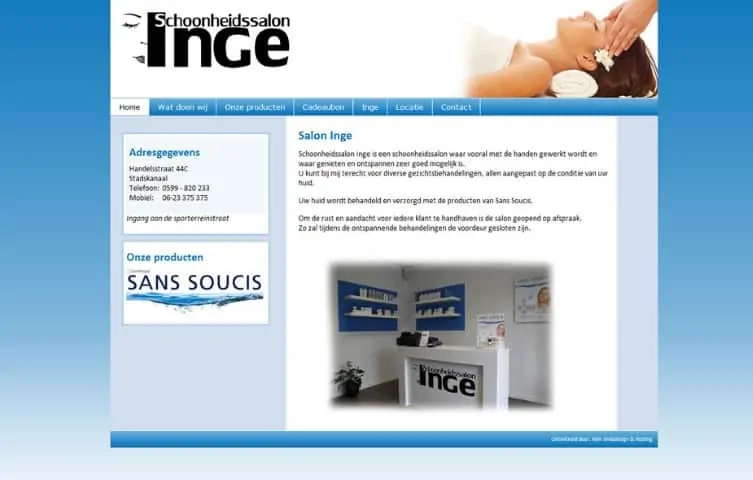 Schoonheidssalon
Inge
Home
Wat doen wij
Onze producten
Cadeaubon
Inge
Locatie
Contact
Adresgegevens
Handelsstraat 44C
Stadskanaal
Telefoon: 0599 - 820 233
Mobiel: 06-23 375 375
Ingang aan de sportterreinstraat
Onze producten
SANS SOUCIS
Salon Inge
Schoonheidssalon Inge is een schoonheidssalon waar vooral met de handen gewerkt wordt en
waar genieten en ontspannen zeer goed mogelijk is.
U kunt bij mij terecht voor diverse gezichtsbehandelingen, allen aangepast op de conditie van uw
huid.
Uw huid wordt behandeld en verzorgd met de producten van Sans Soucis.
Om de rust en aandacht voor iedere klant te handhaven is de salon geopend op afspraak.
Zo zal tijdens de ontspannende behandelingen de voordeur gesloten zijn.
Schoonheidssalon
Inge